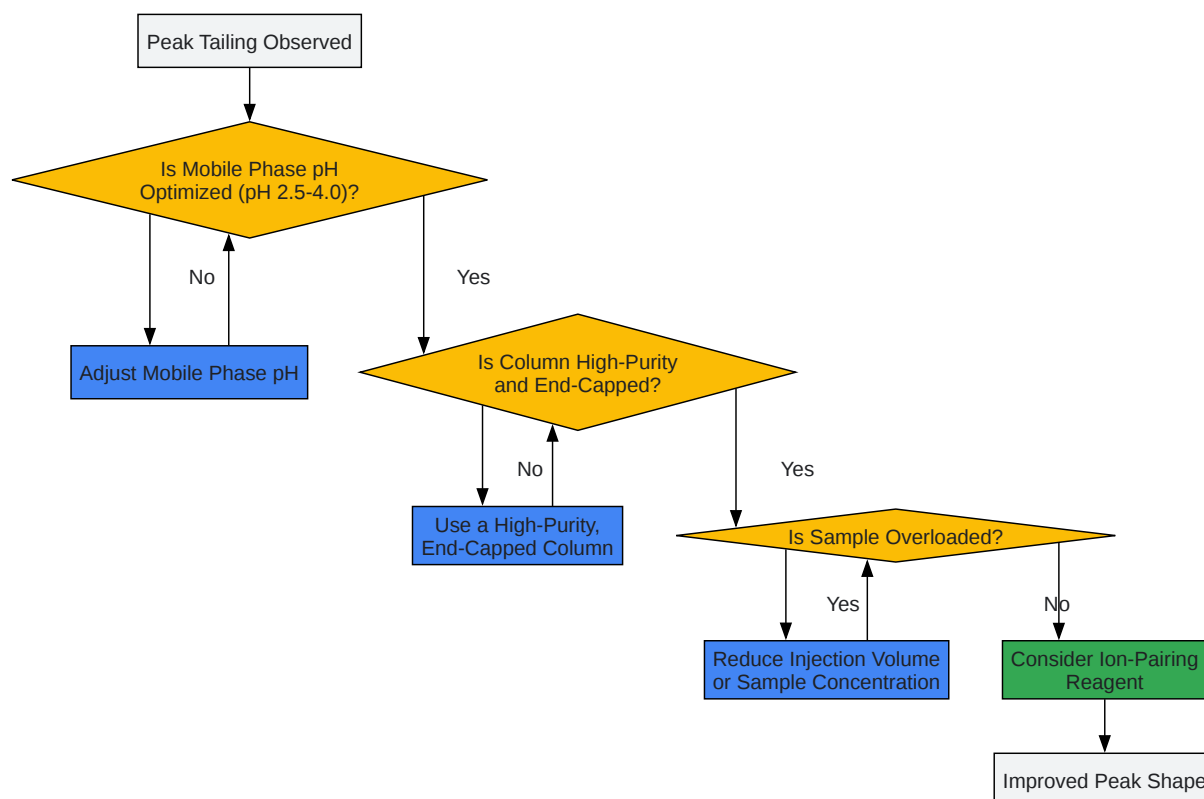 Peak Tailing Observed
Is Mobile Phase pH
Optimized (pH 2.5-4.0)?
No
Yes
Adjust Mobile Phase pH
Is Column High-Purity
and End-Capped?
No
Yes
Use a High-Purity,
End-Capped Column
Is Sample Overloaded?
Yes
No
Reduce Injection Volume
or Sample Concentration
Consider Ion-Pairing
Reagent
Improved Peak Shape